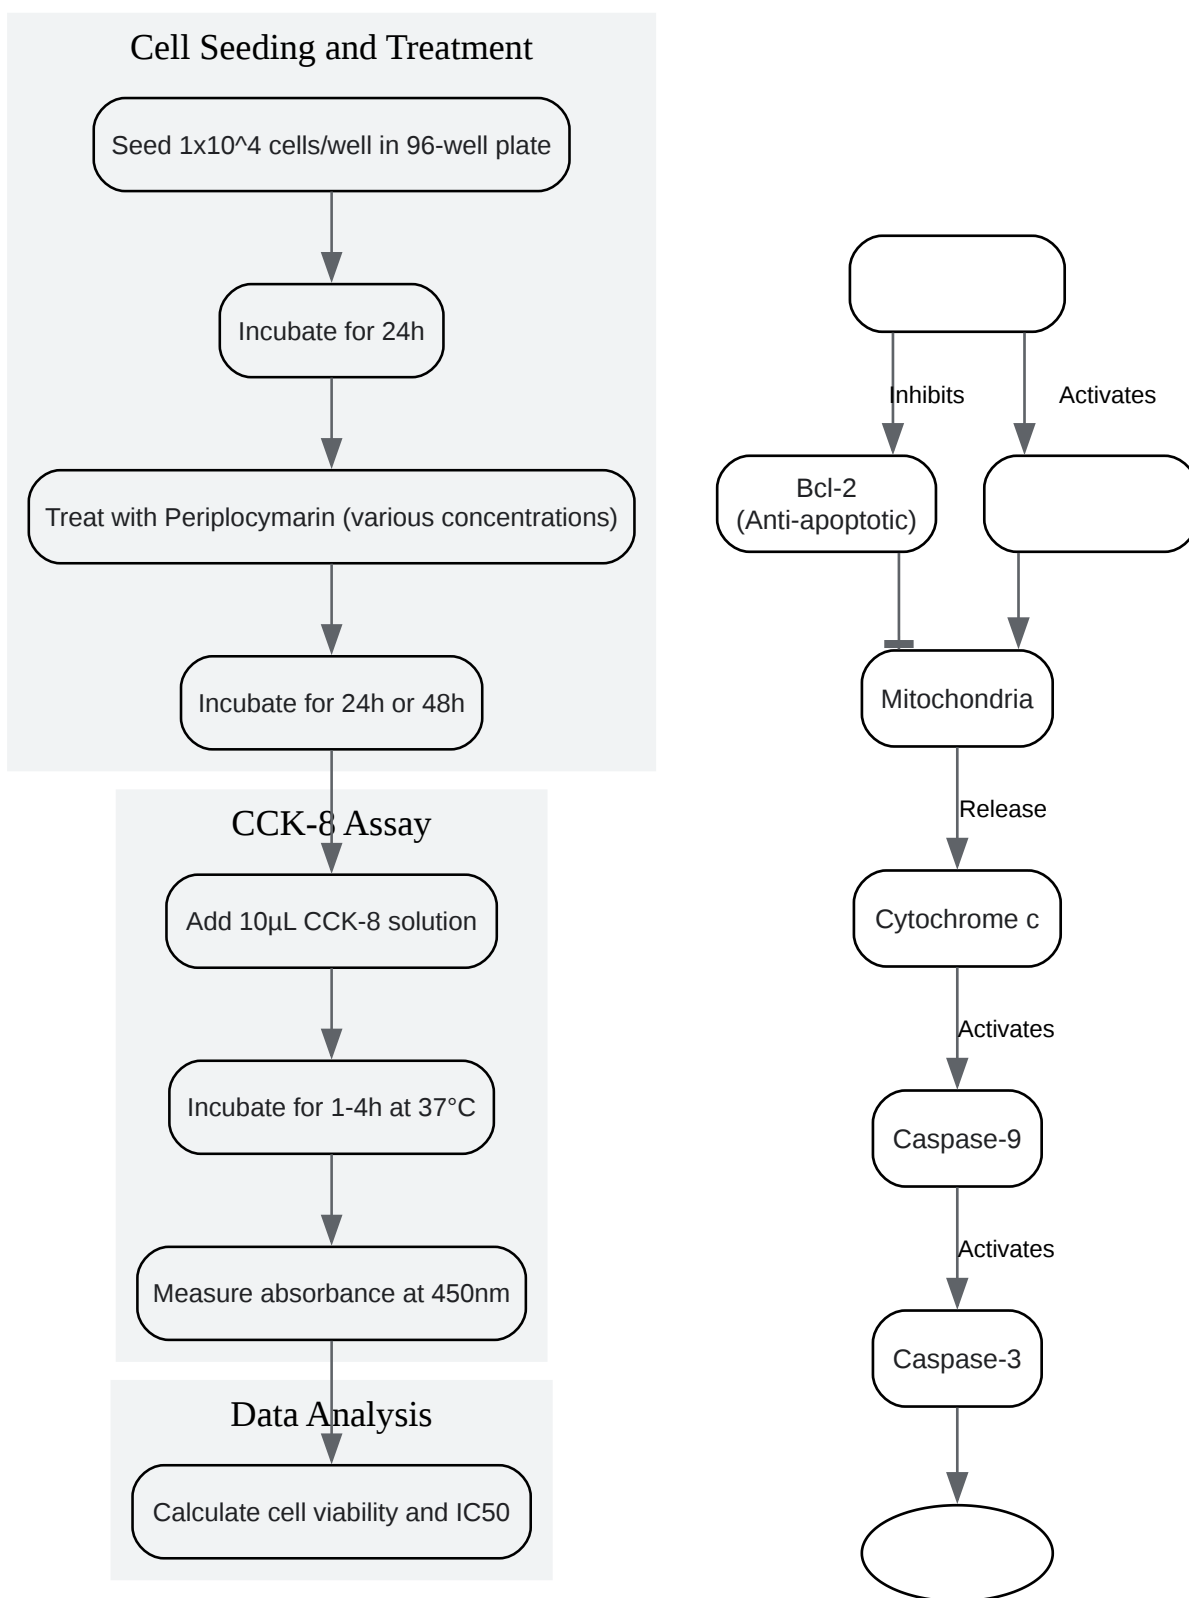 Cell Seeding and Treatment
Seed 1x10^4 cells/well in 96-well plate
Incubate for 24h
Treat with Periplocymarin (various concentrations)
Incubate for 24h or 48h
CCK-8 Assay
Add 10µL CCK-8 solution
Incubate for 1-4h at 37°C
Measure absorbance at 450nm
Data Analysis
Calculate cell viability and IC50
Inhibits
Activates
Bcl-2
(Anti-apoptotic)
Mitochondria
Release
Cytochrome c
Activates
Caspase-9
Activates
Caspase-3